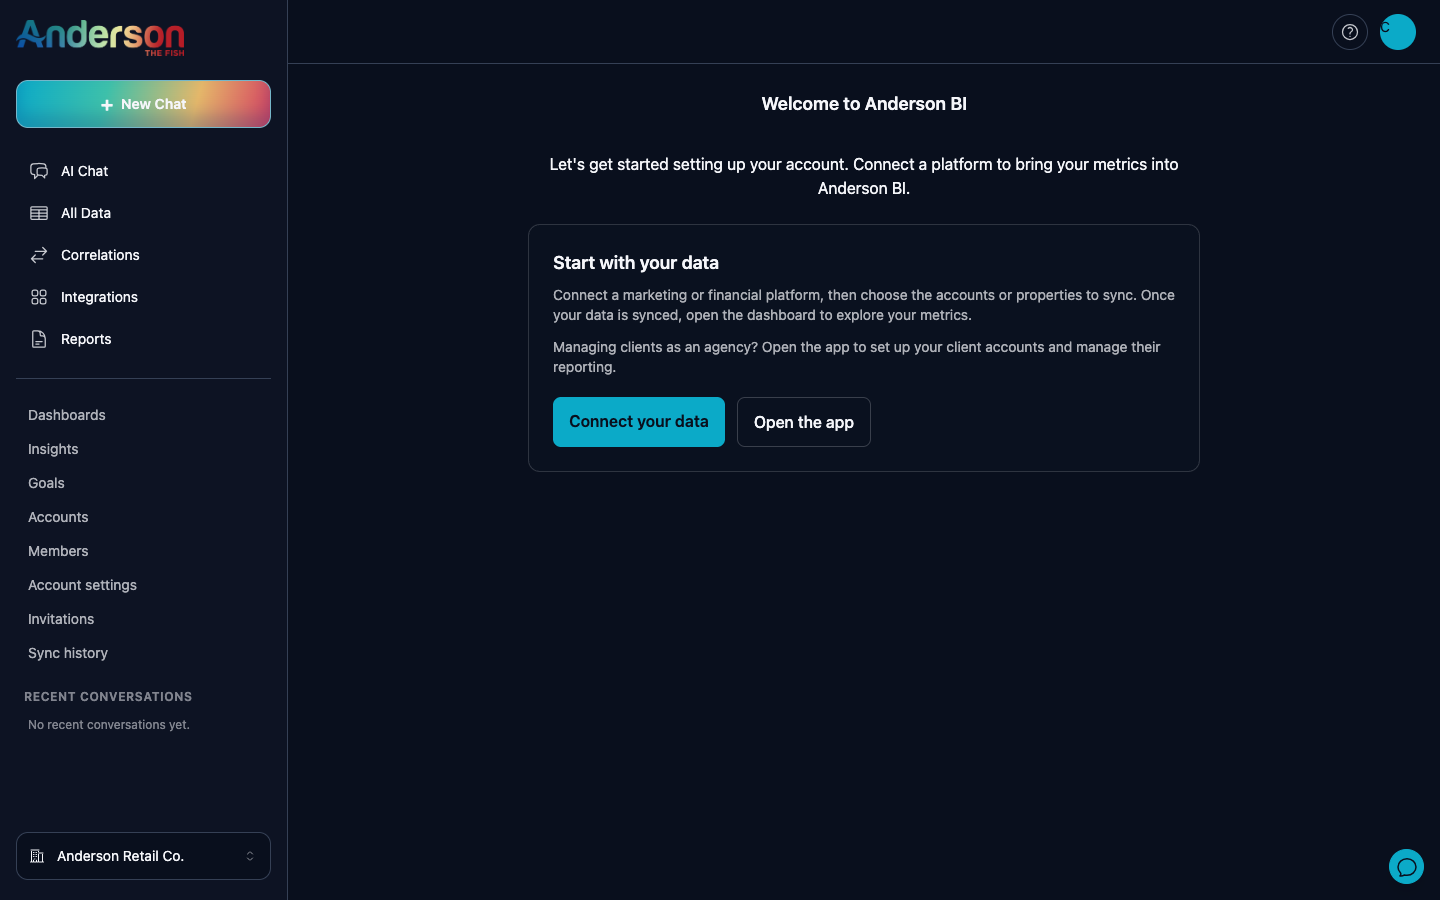 Anderson
THE FISH
New Chat
AI Chat
All Data
Correlations
Integrations
Reports
Dashboards
Insights
Goals
Accounts
Members
Account settings
Invitations
Sync history
RECENT CONVERSATIONS
No recent conversations yet.
Anderson Retail Co.
?
C
Welcome to Anderson BI
Let's get started setting up your account. Connect a platform to bring your metrics into
Anderson BI.
Start with your data
Connect a marketing or financial platform, then choose the accounts or properties to sync. Once
your data is synced, open the dashboard to explore your metrics.
Managing clients as an agency? Open the app to set up your client accounts and manage their
reporting.
Connect your data
Open the app